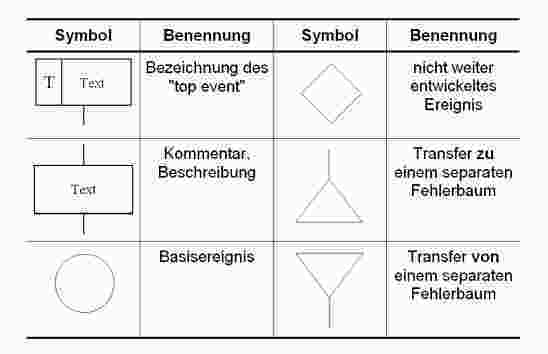 Symbol Benennung Symbol Benennung
T Text
Bezeichnung des
"top event"
nicht weiter
entwickeltes
Ereignis
Text
Kommentar,
Beschreibung
Transfer zu
einem separaten
Fehlerbaum
Basisereignis
Transfer von
einem separaten
Fehlerbaum